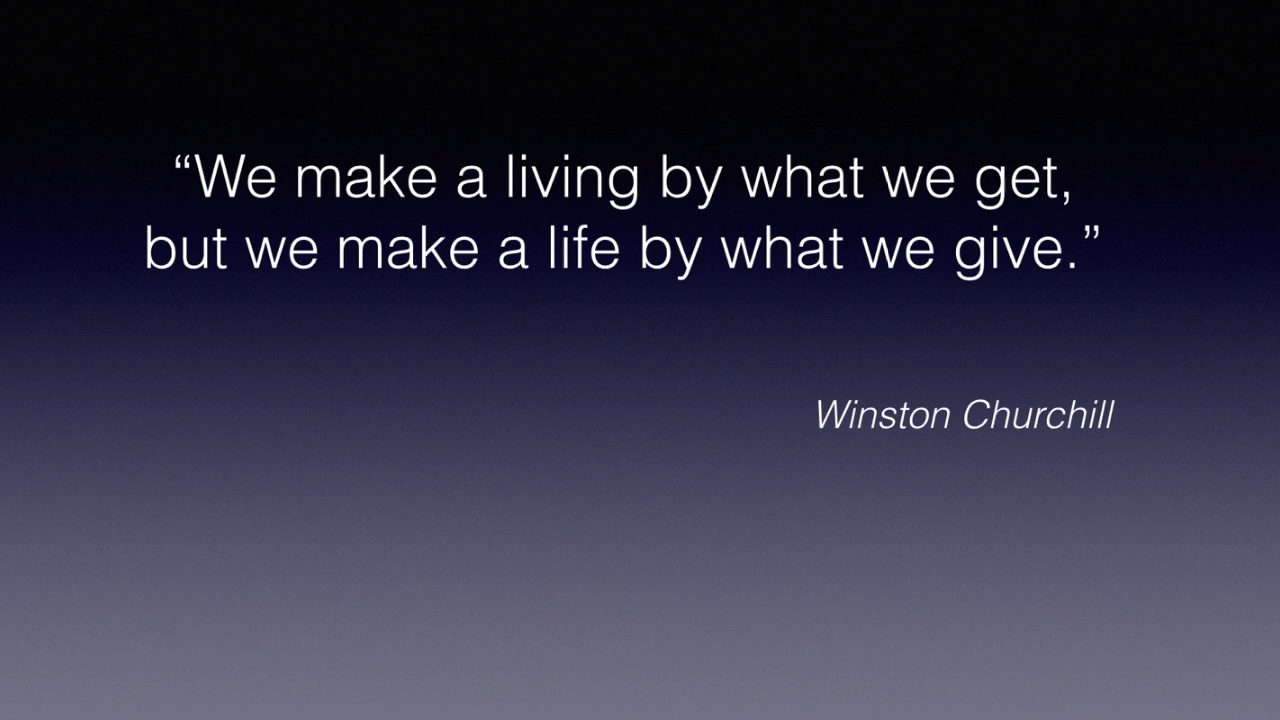 “We make a living by what we get,
but we make a life by what we give.”
Winston Churchill